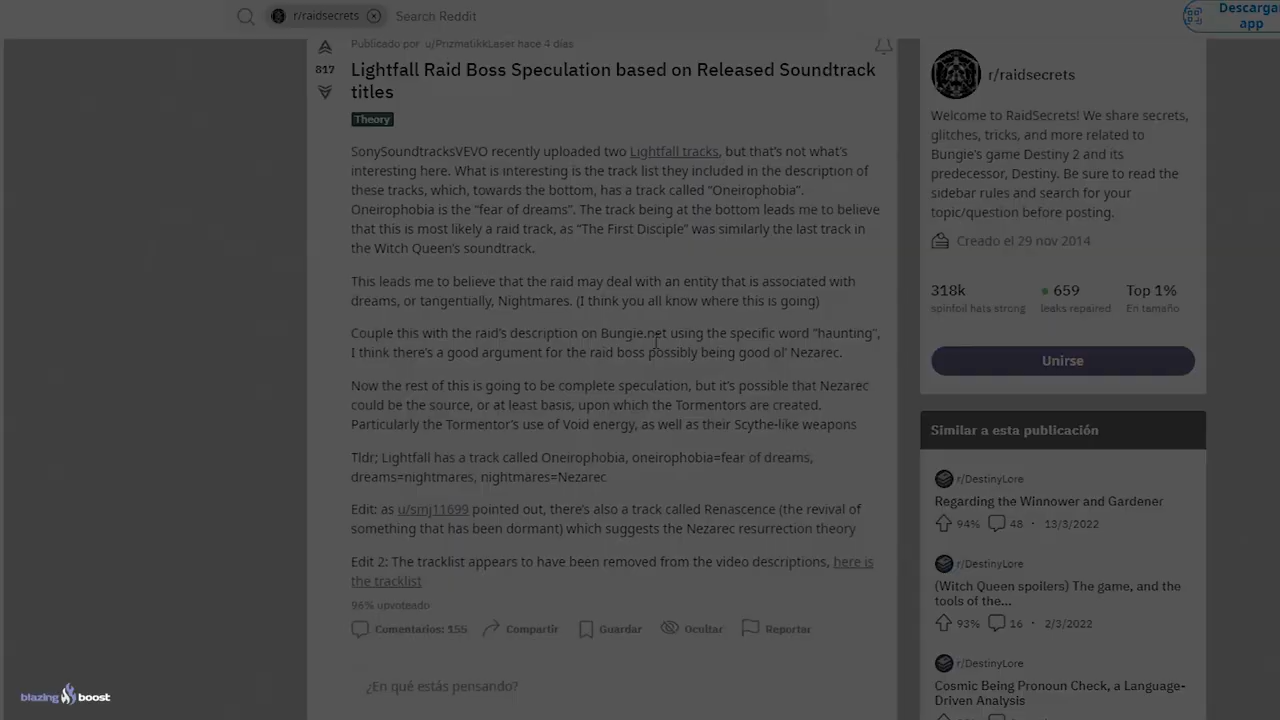 r/raidsecrets
Search Reddit
Descarga
app
Publicado por u/PrizmatikkLaser hace 4 días
817
Lightfall Raid Boss Speculation based on Released Soundtrack
titles
Theory
SonySoundtracksVEVO recently uploaded two Lightfall tracks, but that's not what's
interesting here. What is interesting is the track list they included in the description of
these tracks, which, towards the bottom, has a track called "Oneirophobia".
Oneirophobia is the "fear of dreams". The track being at the bottom leads me to believe
that this is most likely a raid track, as "The First Disciple" was similarly the last track in
the Witch Queen's soundtrack.
This leads me to believe that the raid may deal with an entity that is associated with
dreams, or tangentially, Nightmares. (I think you all know where this is going)
Couple this with the raid's description on Bungie.net using the specific word "haunting",
I think there's a good argument for the raid boss possibly being good ol' Nezarec.
Now the rest of this is going to be complete speculation, but it's possible that Nezarec
could be the source, or at least basis, upon which the Tormentors are created.
Particularly the Tormentor's use of Void energy, as well as their Scythe-like weapons
Tldr; Lightfall has a track called Oneirophobia, oneirophobia=fear of dreams,
dreams=nightmares, nightmares=Nezarec
Edit: as u/smj11699 pointed out, there's also a track called Renascence (the revival of
something that has been dormant) which suggests the Nezarec resurrection theory
Edit 2: The tracklist appears to have been removed from the video descriptions, here is
the tracklist
96% upvoteado
Comentarios: 155 Compartir Guardar Ocultar Reportar
¿En qué estás pensando?
r/raidsecrets
Welcome to RaidSecrets! We share secrets,
glitches, tricks, and more related to
Bungie's game Destiny 2 and its
predecessor, Destiny. Be sure to read the
sidebar rules and search for your
topic/question before posting.
Creado el 29 nov 2014
318k 659 Top 1%
spinfoil hats strong leaks repaired En tamaño
Unirse
Similar a esta publicación
r/DestinyLore
Regarding the Winnower and Gardener
94% 48 · 13/3/2022
r/DestinyLore
(Witch Queen spoilers) The game, and the
tools of the...
93% 16 · 2/3/2022
r/DestinyLore
Cosmic Being Pronoun Check, a Language-
Driven Analysis
blazing boost